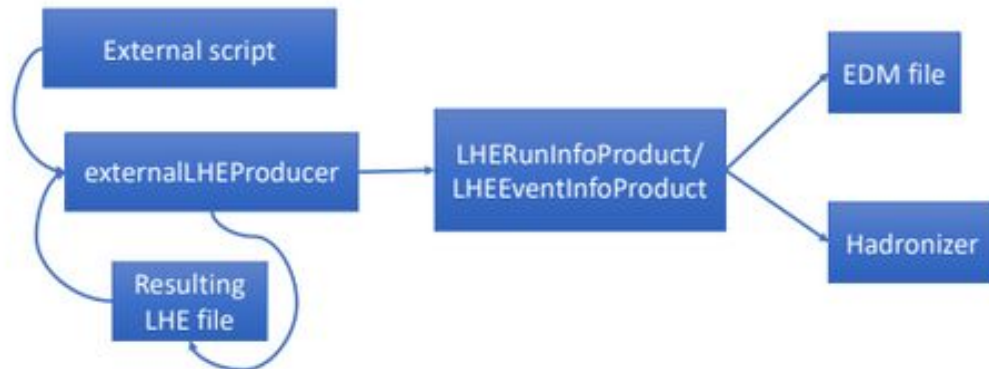 External script
EDM file
externalLHEProducer
LHERunInfoProduct/
LHEEventInfoProduct
Hadronizer
Resulting
LHE file